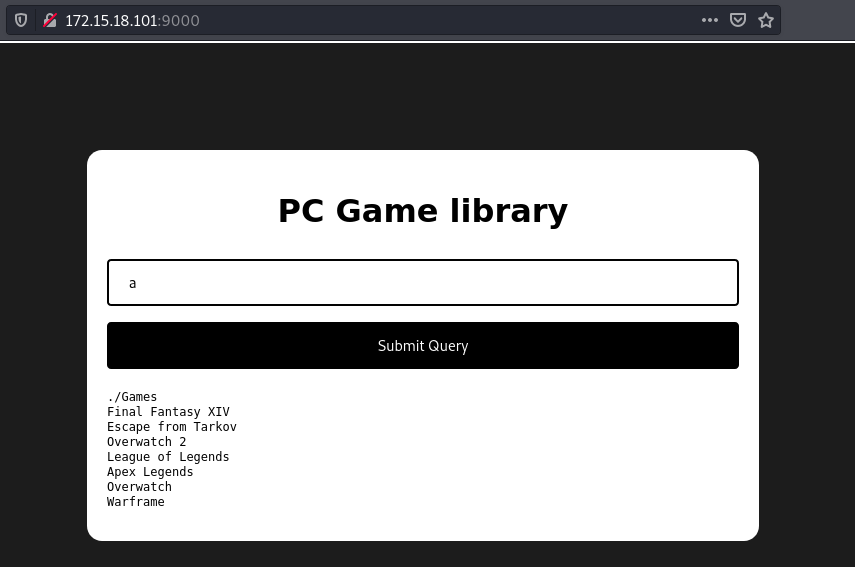 172.15.18.101:9000
PC Game library
a
Submit Query
./Games
Final Fantasy XIV
Escape from Tarkov
Overwatch 2
League of Legends
Apex Legends
Overwatch
Warframe